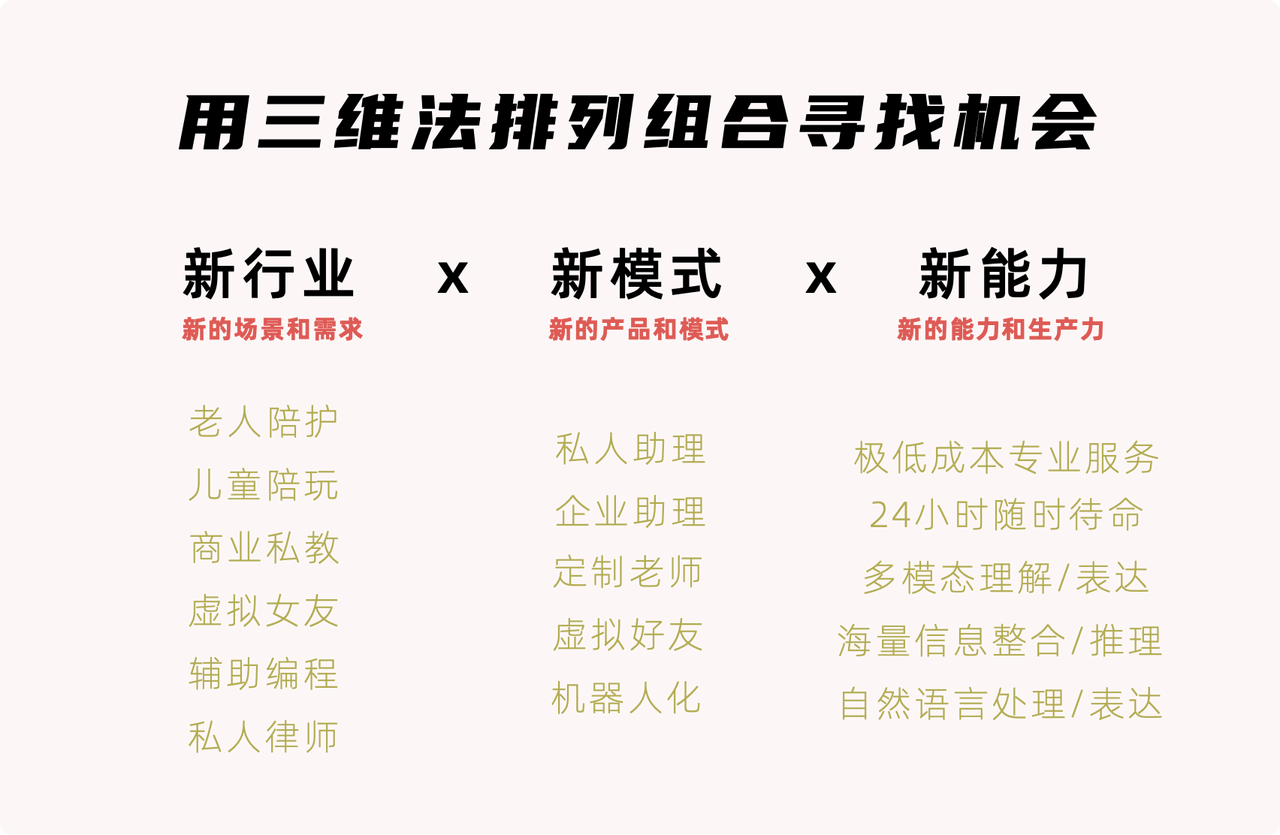 用三维法排列组合寻找机会
新行业 x 新模式 x 新能力
新的场景和需求 新的产品和模式 新的能力和生产力
老人陪护
儿童陪玩
商业私教
虚拟女友
辅助编程
私人律师
私人助理
企业助理
定制老师
虚拟好友
机器人化
极低成本专业服务
24小时随时待命
多模态理解/表达
海量信息整合/推理
自然语言处理/表达